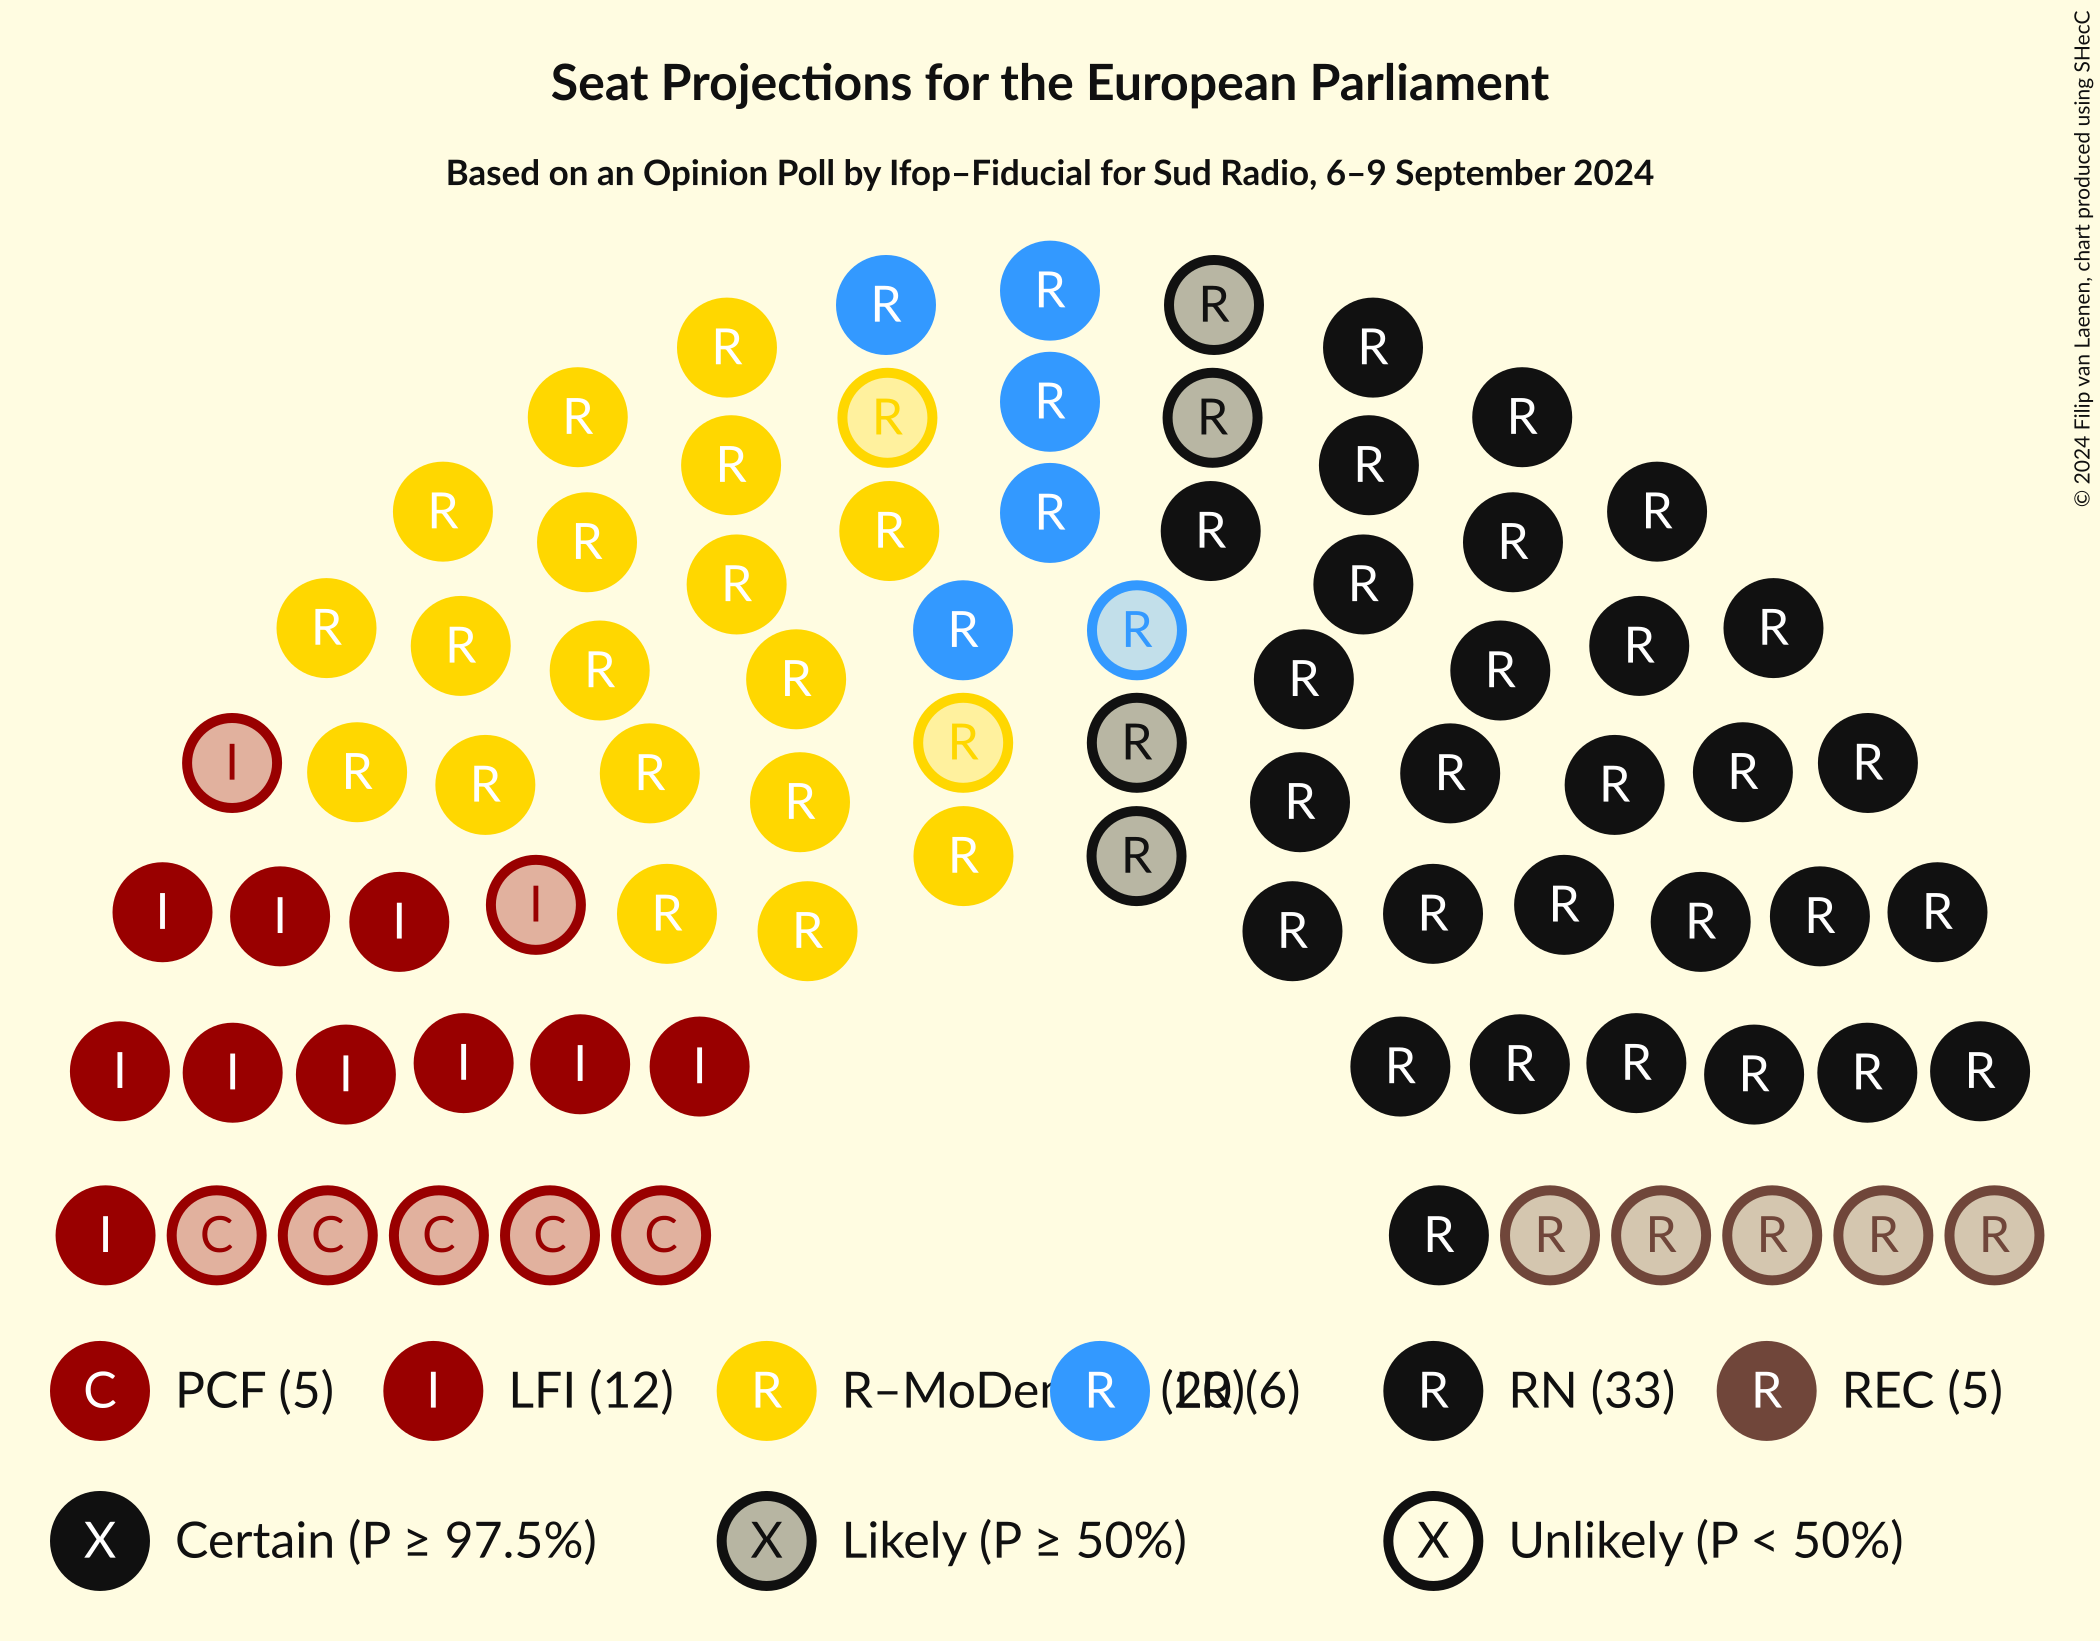 Seat Projections for the European Parliament
Based on an Opinion Poll by Ifop–Fiducial for Sud Radio, 6–9 September 2024
© 2024 Filip van Laenen, chart produced using SHecC
R R R
R R
R R R
R R
R R R
R R
R R R
R R
R R R R
R R
R R R R
R R
R R R
I R R R R R R R R R
R R
I I I I R R R R R R R R
I I I I I I R R R R R R
I C C C C C R R R R R R
C PCF (5) I LFI (12) R R–MoDem (20) R LR (6) R RN (33) R REC (5)
X Certain (P ≥ 97.5%) X Likely (P ≥ 50%) X Unlikely (P < 50%)